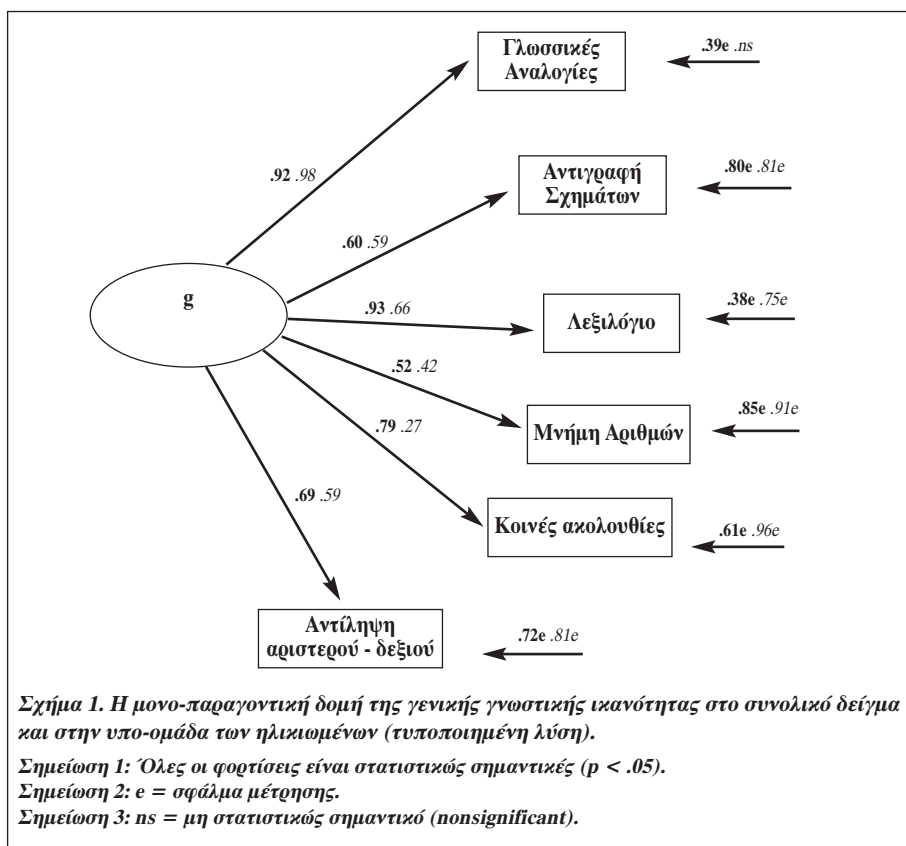 Γλωσσικές
Αναλογίες
.39e .ns
.92 .98
Αντιγραφή
Σχημάτων
.80e .81e
.60 .59
g
.93 .66
Λεξιλόγιο
.38e .75e
.52 .42
Μνήμη Αριθμών
.85e .91e
.79 .27
Κοινές ακολουθίες
.61e .96e
.69 .59
Αντίληψη
αριστερού - δεξιού
.72e .81e
Σχήμα 1. Η μονο-παραγοντική δομή της γενικής γνωστικής ικανότητας στο συνολικό δείγμα
και στην υπο-ομάδα των ηλικιωμένων (τυποποιημένη λύση).
Σημείωση 1: Όλες οι φορτίσεις είναι στατιστικώς σημαντικές (p < .05).
Σημείωση 2: e = σφάλμα μέτρησης.
Σημείωση 3: ns = μη στατιστικώς σημαντικό (nonsignificant).